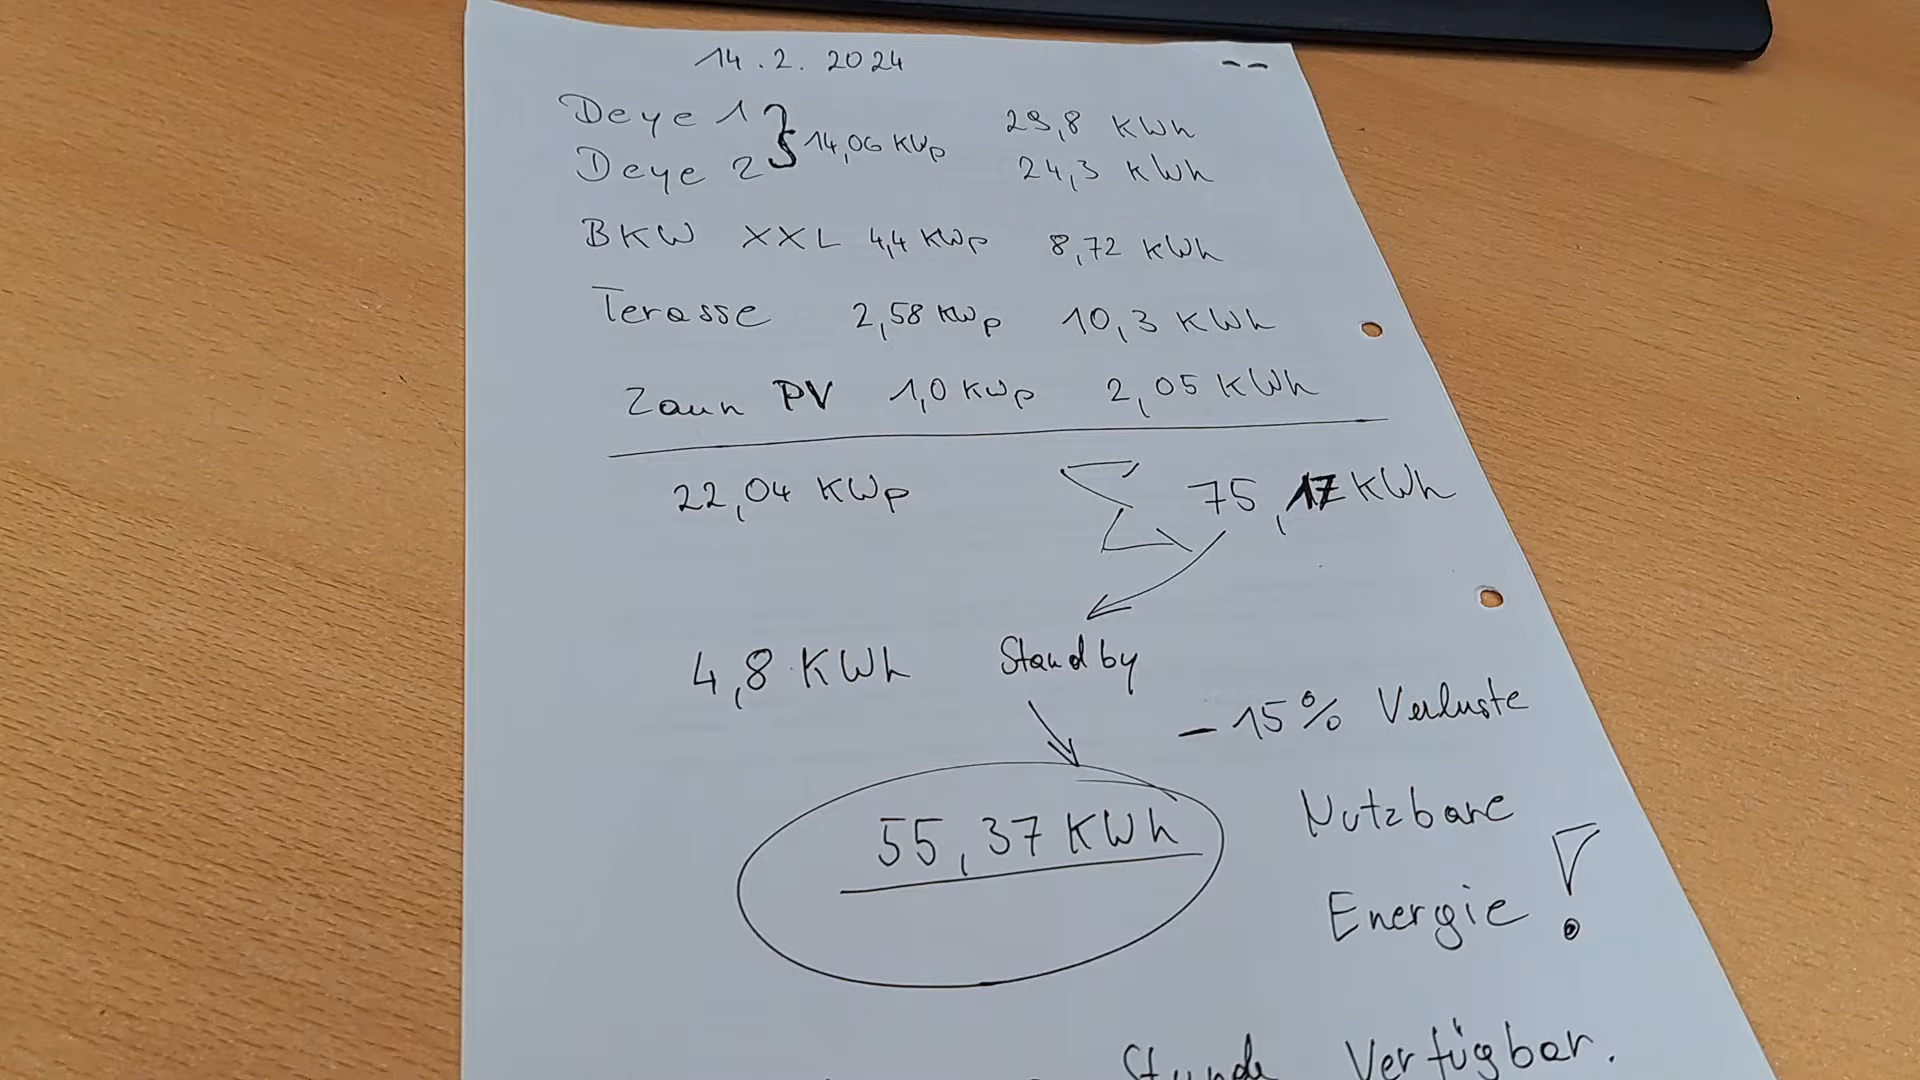 14.2.2024
Deye 1 } 14,06 KWp 29,8 KWh
Deye 2 24,3 KWh
BKW XXL 4,4 KWp 8,72 KWh
Terasse 2,58 KWp 10,3 KWh
Zaun PV 1,0 KWp 2,05 KWh
22,04 KWp Σ 75,17 KWh
4,8 KWh Standby
- 15% Verluste
55,37 KWh Nutzbare
Energie !
Stunde Verfügbar.